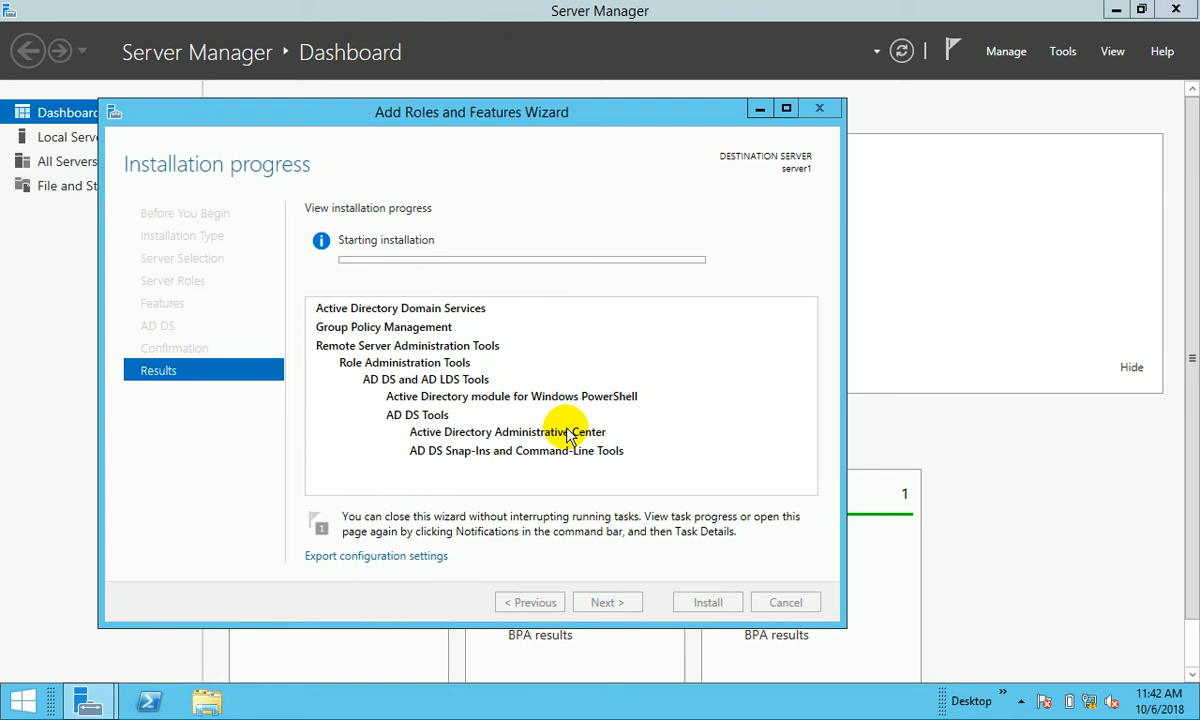 Server Manager
Server Manager ‣ Dashboard
Manage Tools View Help
Dashboard
Local Serve
All Servers
File and St
Add Roles and Features Wizard
Installation progress
DESTINATION SERVER
server1
Before You Begin
Installation Type
Server Selection
Server Roles
Features
AD DS
Confirmation
Results
View installation progress
Starting installation
Active Directory Domain Services
Group Policy Management
Remote Server Administration Tools
Role Administration Tools
AD DS and AD LDS Tools
Active Directory module for Windows PowerShell
AD DS Tools
Active Directory Administrative Center
AD DS Snap-Ins and Command-Line Tools
1
You can close this wizard without interrupting running tasks. View task progress or open this
page again by clicking Notifications in the command bar, and then Task Details.
Export configuration settings
< Previous
Next >
Install
Cancel
Hide
1
BPA results
BPA results
Desktop
11:42 AM
10/6/2018